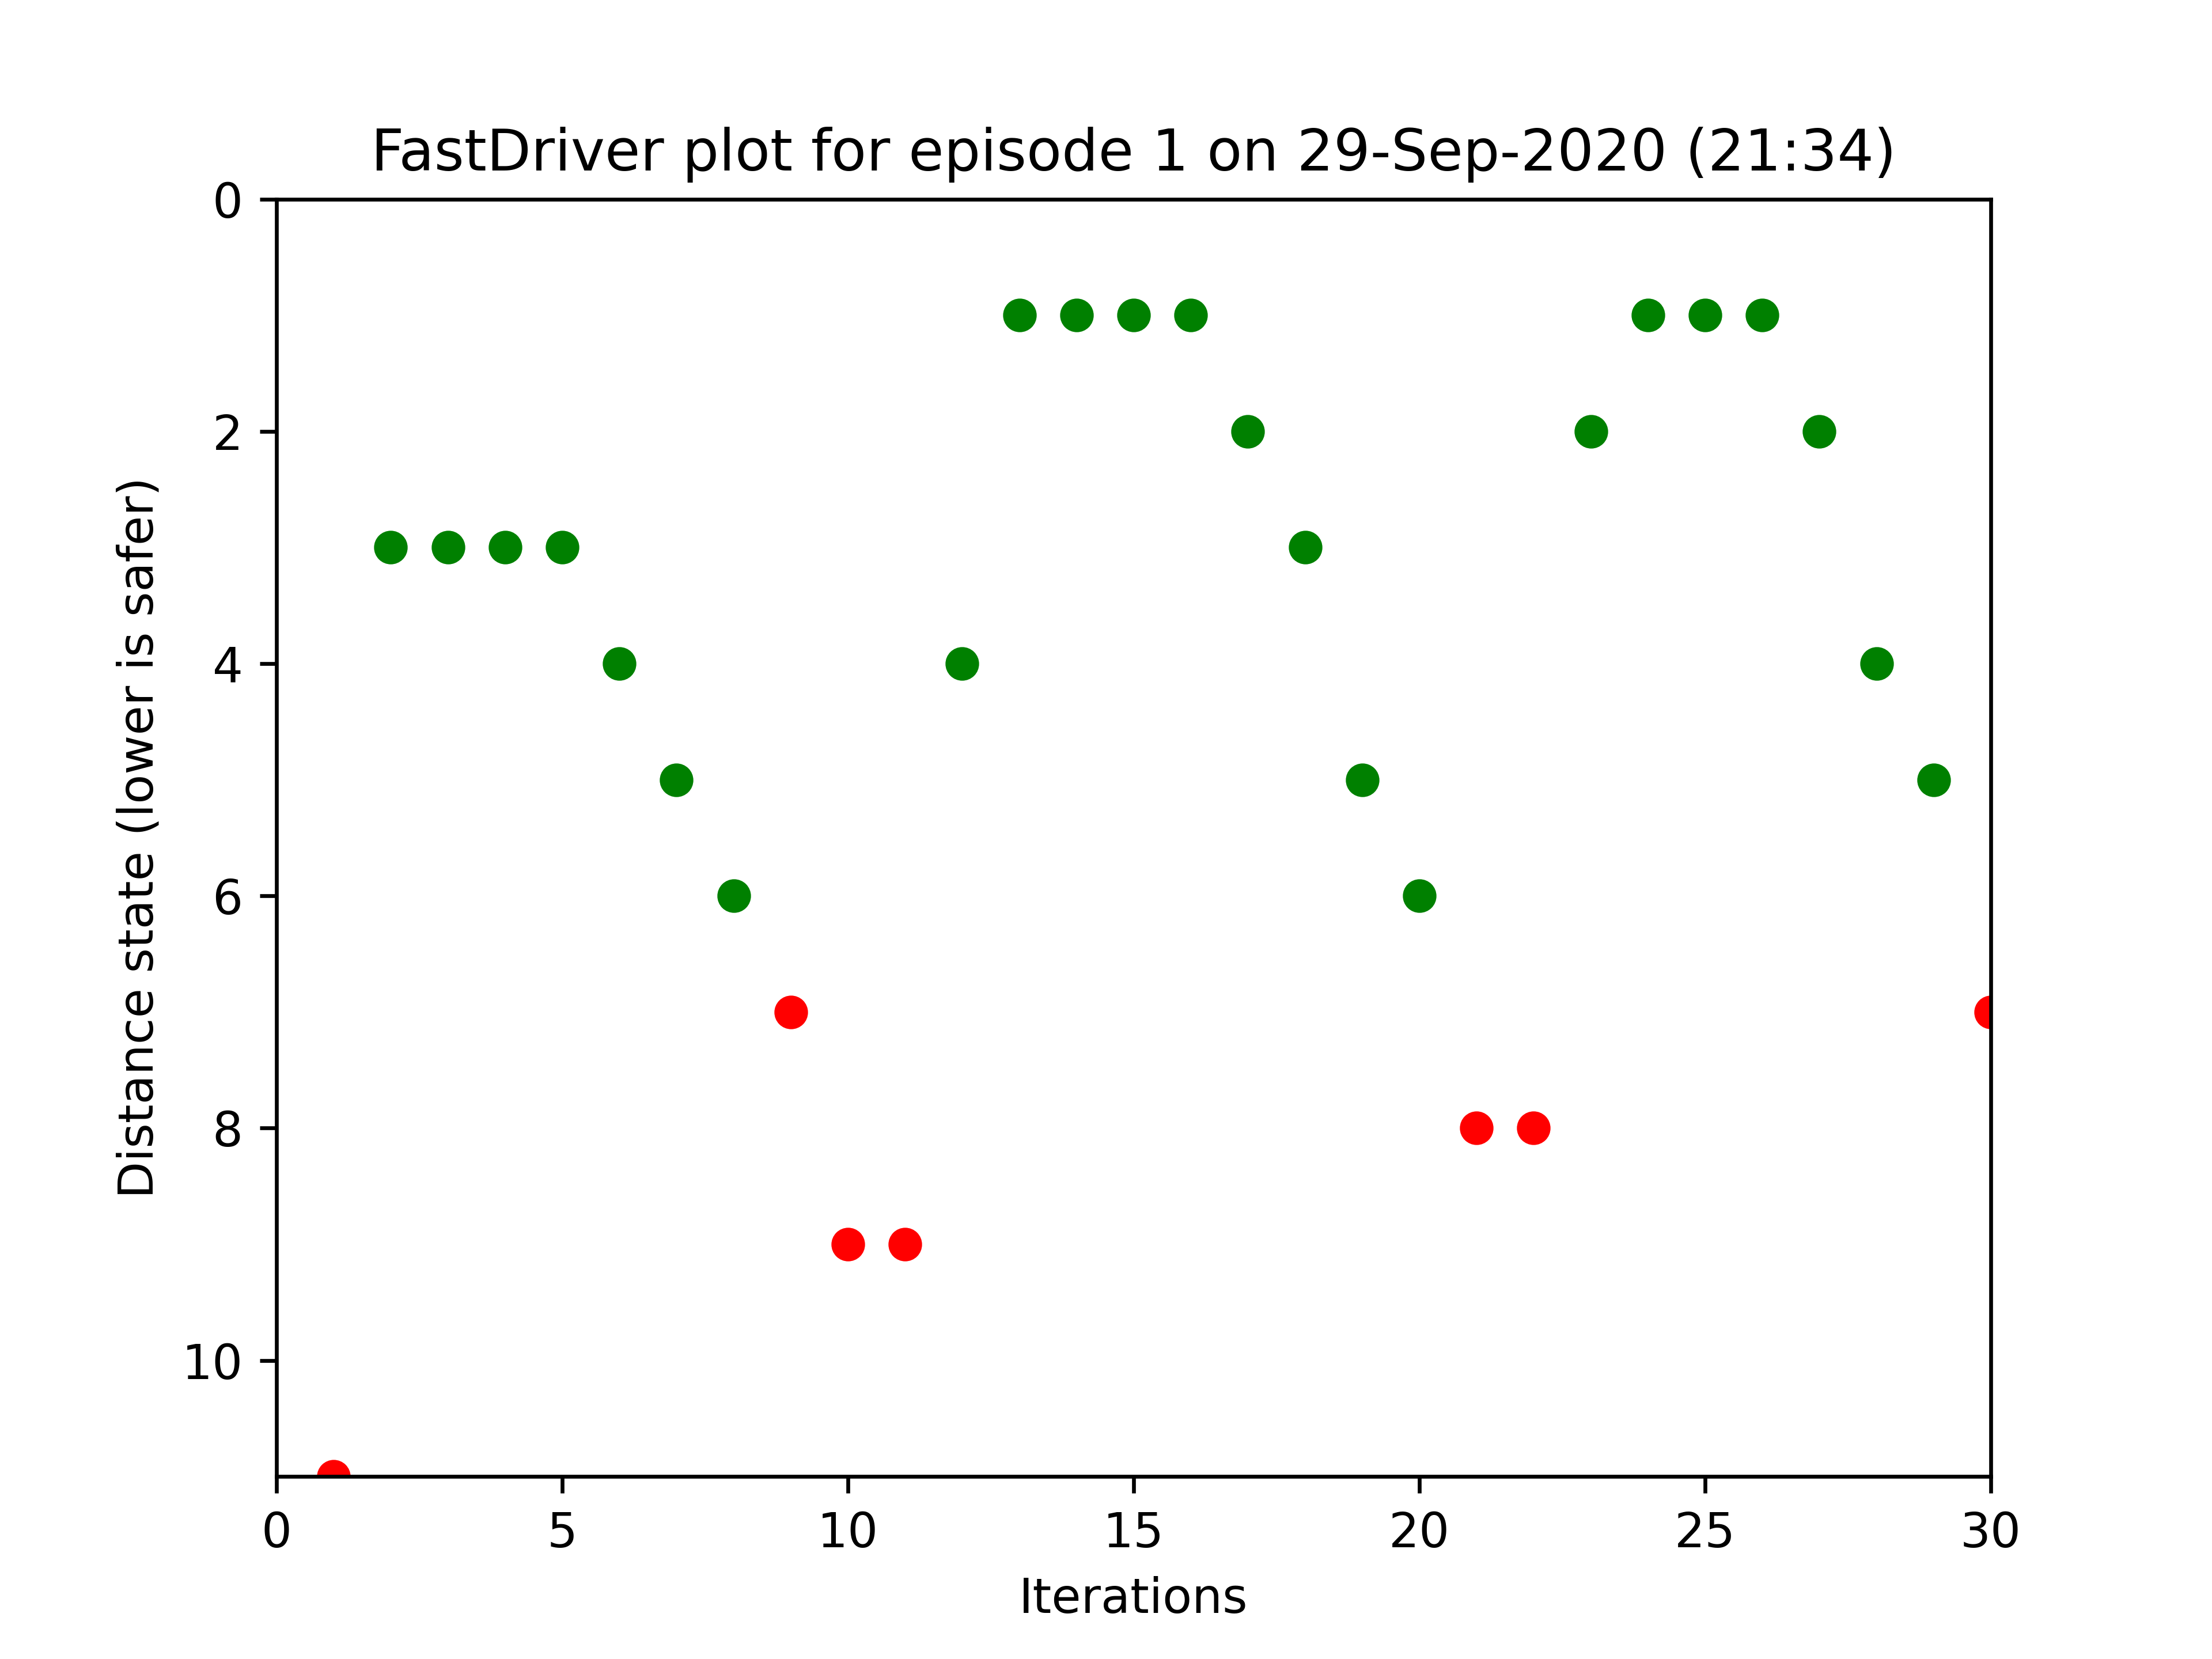 FastDriver plot for episode 1 on 29-Sep-2020 (21:34)
0
2
4
6
8
10
Distance state (lower is safer)
0 5 10 15 20 25 30
Iterations